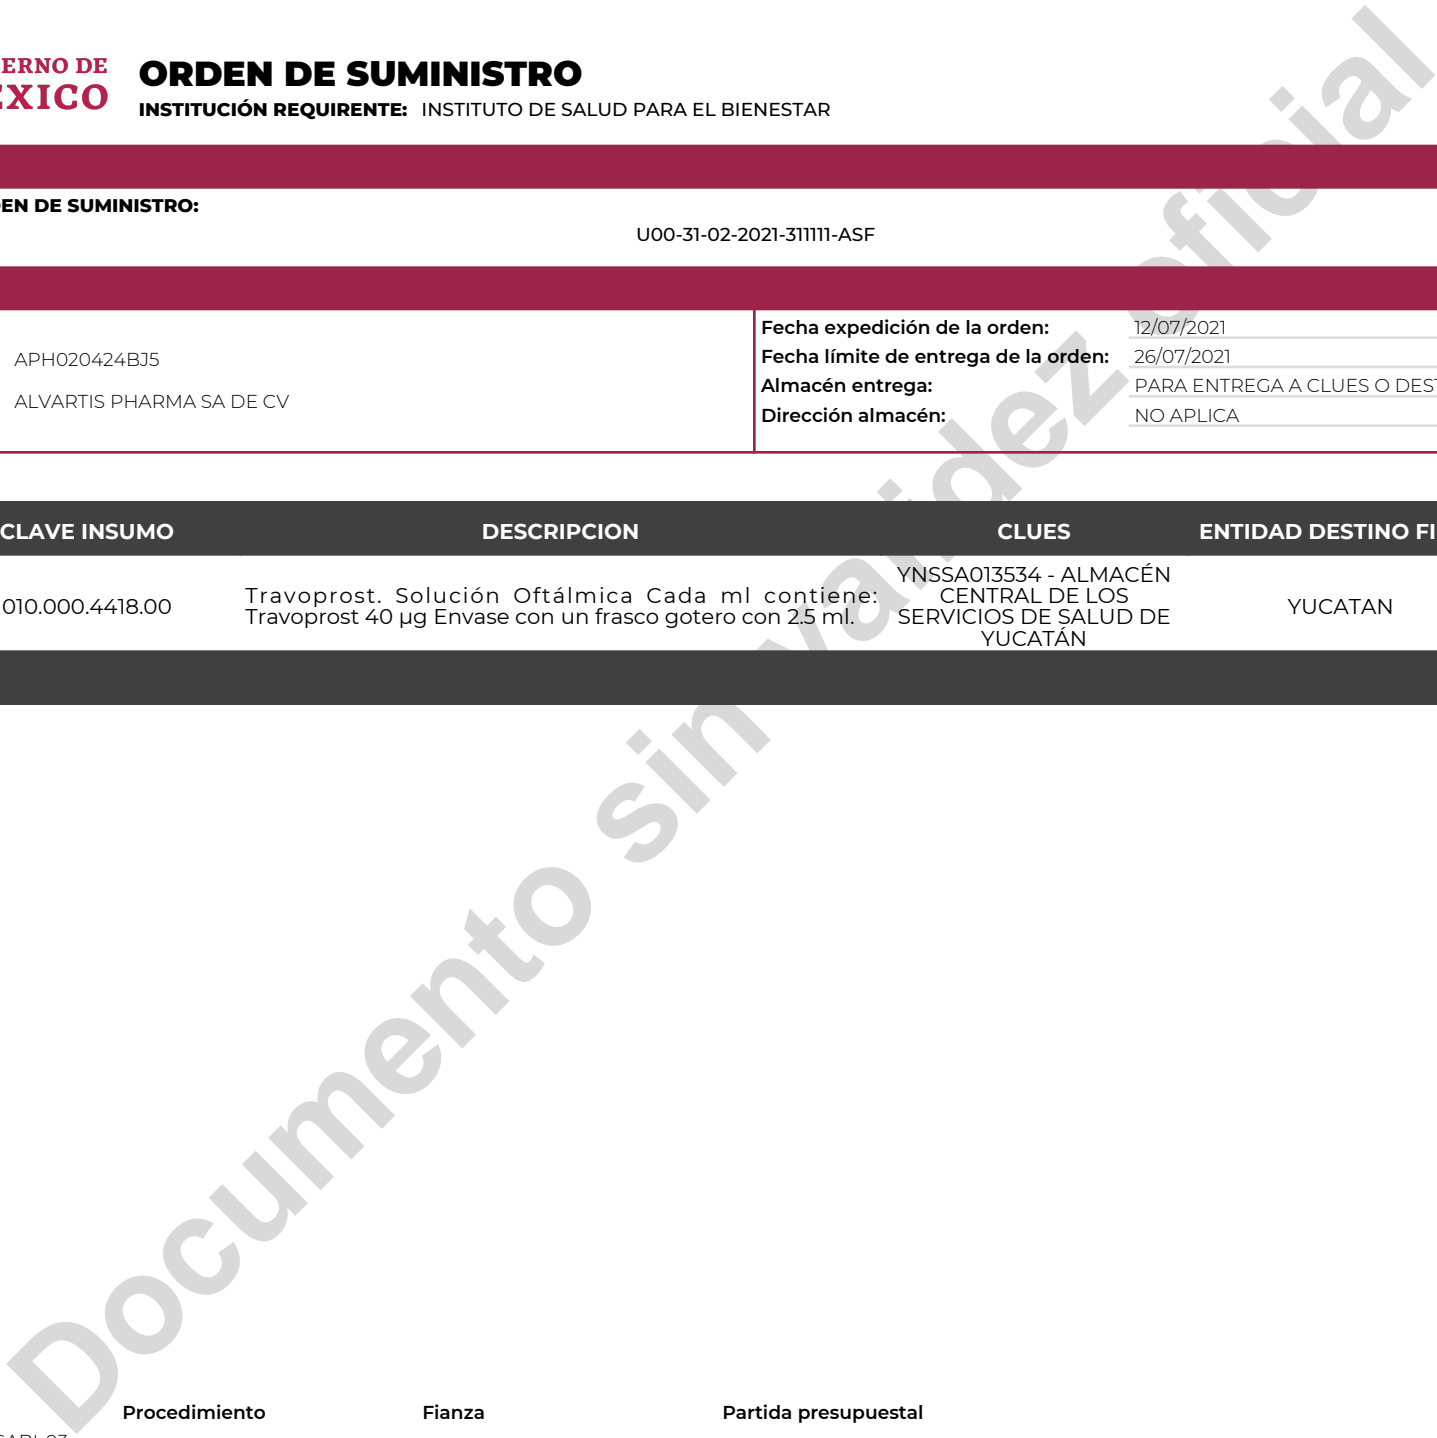 ERNO DE
EXICO
ORDEN DE SUMINISTRO
INSTITUCIÓN REQUIRENTE: INSTITUTO DE SALUD PARA EL BIENESTAR
EN DE SUMINISTRO:
U00-31-02-2021-311111-ASF
APH020424BJ5
ALVARTIS PHARMA SA DE CV
Fecha expedición de la orden: 12/07/2021
Fecha límite de entrega de la orden: 26/07/2021
Almacén entrega: PARA ENTREGA A CLUES O DEST
Dirección almacén: NO APLICA
CLAVE INSUMO DESCRIPCION CLUES ENTIDAD DESTINO FI
010.000.4418.00
Travoprost. Solución Oftálmica Cada ml contiene:
Travoprost 40 µg Envase con un frasco gotero con 2.5 ml.
YNSSA013534 - ALMACÉN
CENTRAL DE LOS
SERVICIOS DE SALUD DE
YUCATÁN
YUCATAN
Documento sin validez oficial
Procedimiento Fianza Partida presupuestal